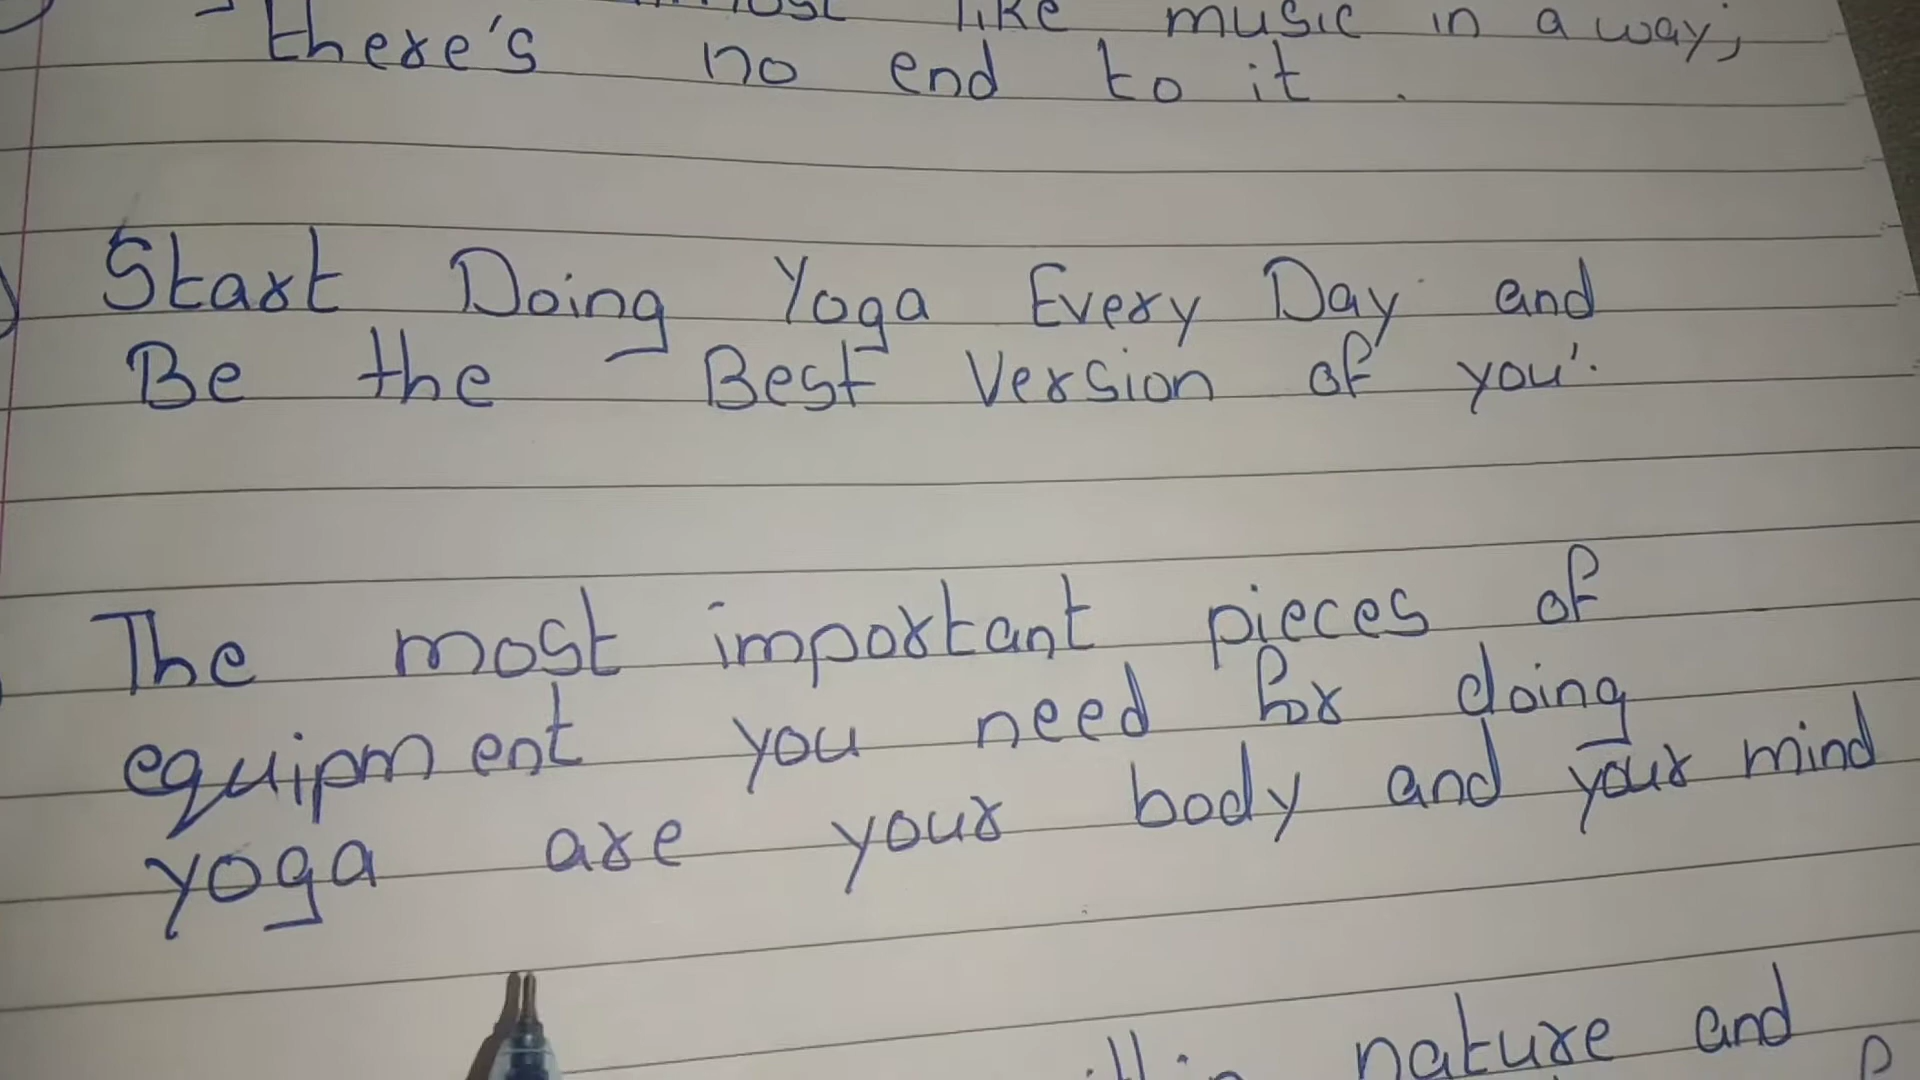 like music in a way,
there's no end to it .
Start Doing Yoga Every Day and
Be the Best Version of you'.
The most important pieces of
equipment you need for doing
yoga are your body and your mind
nature and